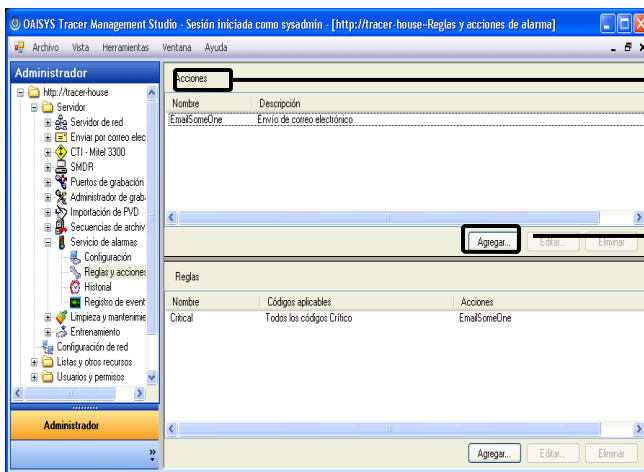 OAISYS Tracer Management Studio - Sesión iniciada como sysadmin - [http://tracer-house~Reglas y acciones de alarma]
Archivo Vista Herramientas Ventana Ayuda
Administrador
http://tracer-house
Servidor
Servidor de red
Enviar por correo elec
CTI - Mitel 3300
SMDR
Puertos de grabación
Administrador de grab
Importación de PVD
Secuencias de archiv
Servicio de alarmas
Configuración
Reglas y acciones
Historial
Registro de event
Limpieza y mantenimie
Entrenamiento
Configuración de red
Listas y otros recursos
Usuarios y permisos
Administrador
Acciones
Nombre Descripción
EmailSomeOne Envío de correo electrónico
Agregar... Editar... Eliminar
Reglas
Nombre Códigos aplicables Acciones
Critical Todos los códigos Crítico EmailSomeOne
Agregar... Editar... Eliminar